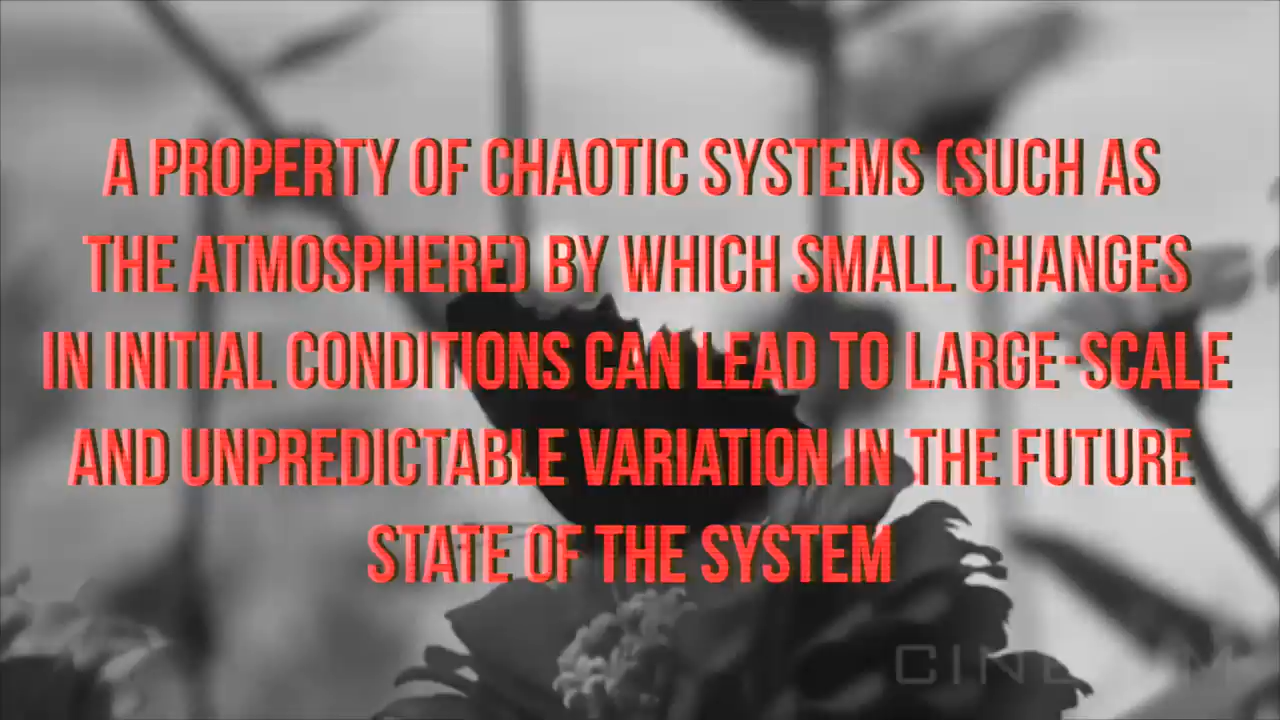 A PROPERTY OF CHAOTIC SYSTEMS (SUCH AS
THE ATMOSPHERE) BY WHICH SMALL CHANGES
IN INITIAL CONDITIONS CAN LEAD TO LARGE-SCALE
AND UNPREDICTABLE VARIATION IN THE FUTURE
STATE OF THE SYSTEM